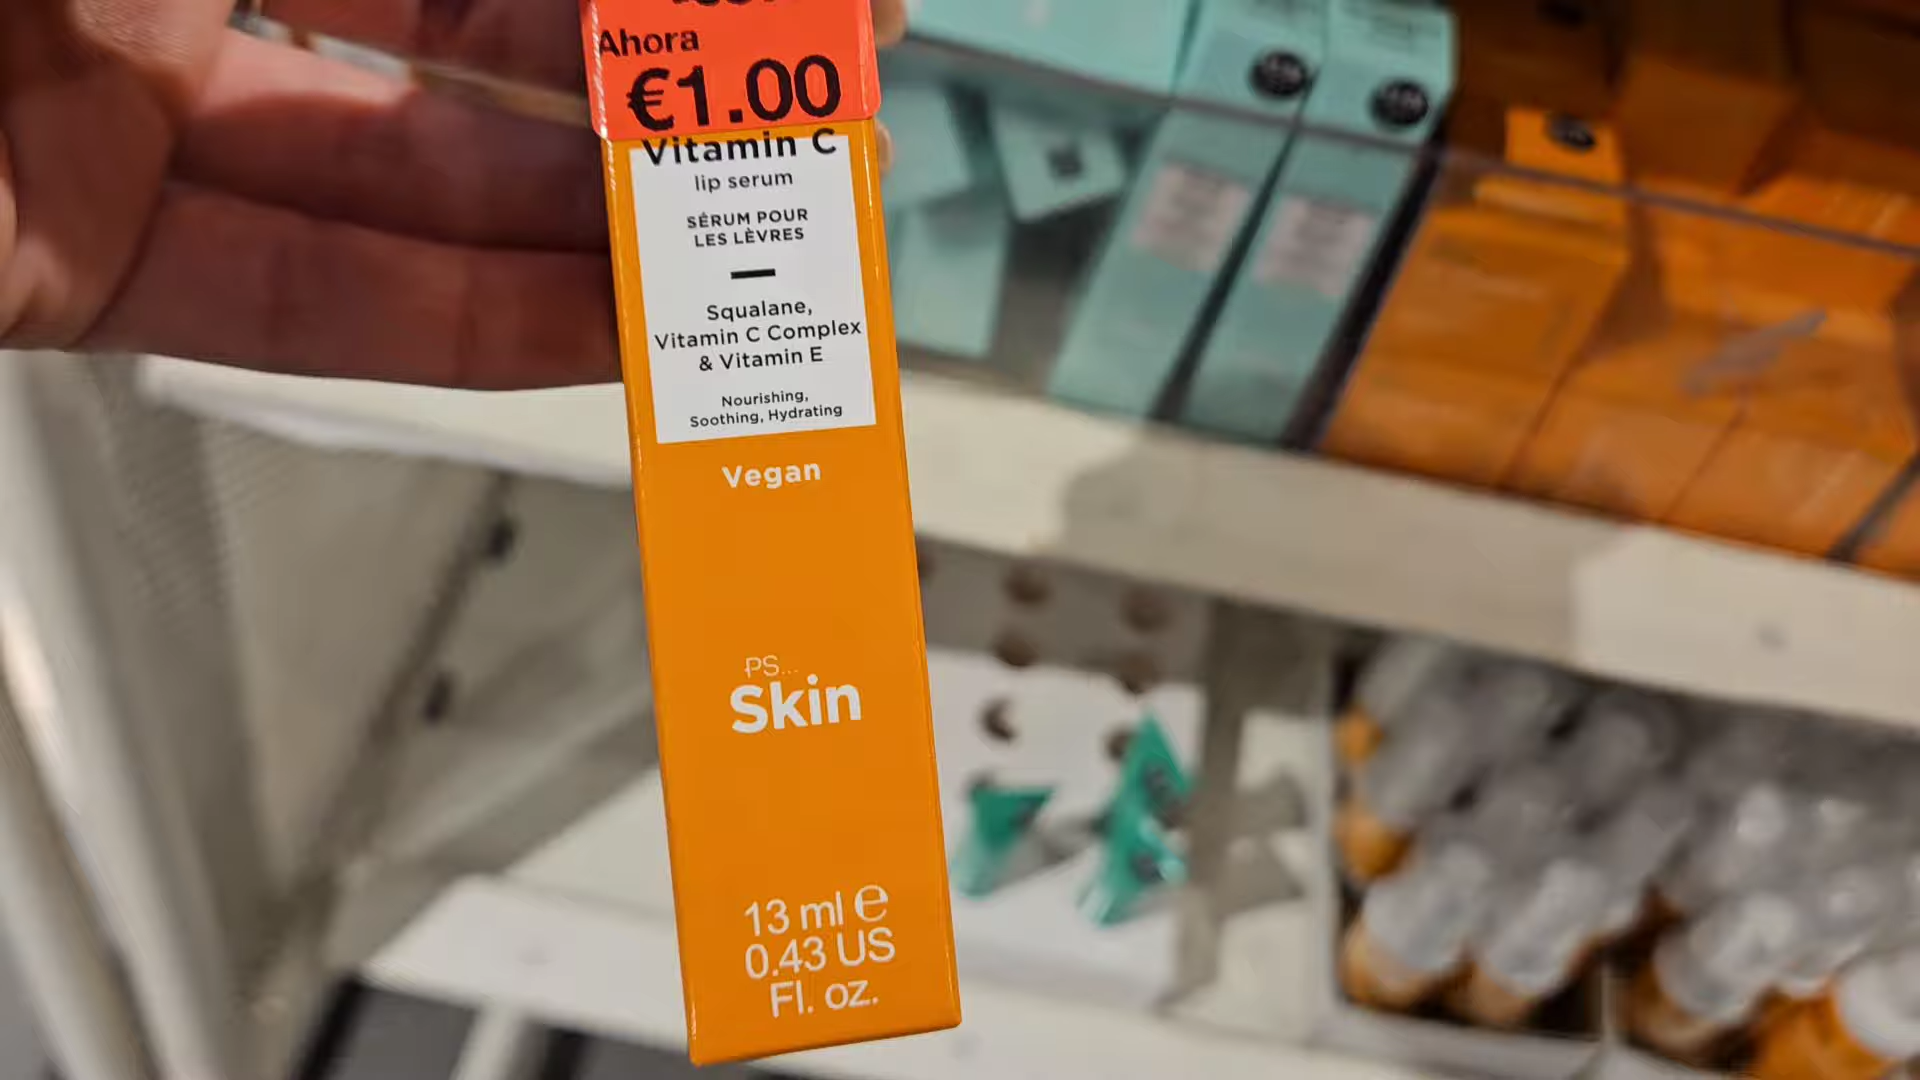 Ahora
€1.00
Vitamin C
lip serum
SÉRUM POUR
LES LÈVRES
Squalane,
Vitamin C Complex
& Vitamin E
Nourishing,
Soothing, Hydrating
Vegan
PS...
Skin
13 ml ℮
0.43 US
Fl. oz.